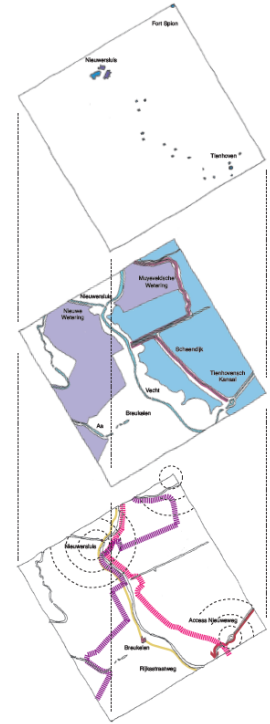 Fort Spion
Nieuwersluis
Tienhoven
Muyeveldsche
Wetering
Nieuwersluis
Nieuwe
Wetering
Scheendijk
Tienhovensch
Kanaal
Vecht
Breukelen
Aa
Nieuwersluis
Access Nieuweweg
Breukelen
Rijksstraatweg